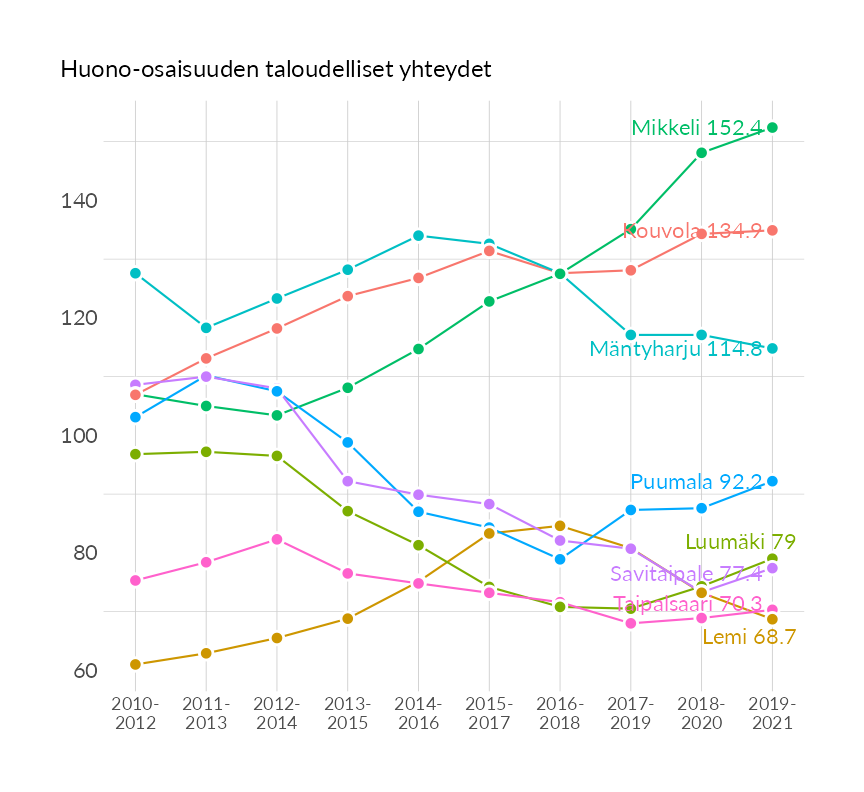 Huono-osaisuuden taloudelliset yhteydet
Mikkeli 152.4
140
Kouvola 134.9
120
Mäntyharju 114.8
100
Puumala 92.2
Luumäki 79
80
Savitaipale 77.4
Taipalsaari 70.3
Lemi 68.7
60
2010- 2011- 2012- 2013- 2014- 2015- 2016- 2017- 2018- 2019-
2012 2013 2014 2015 2016 2017 2018 2019 2020 2021